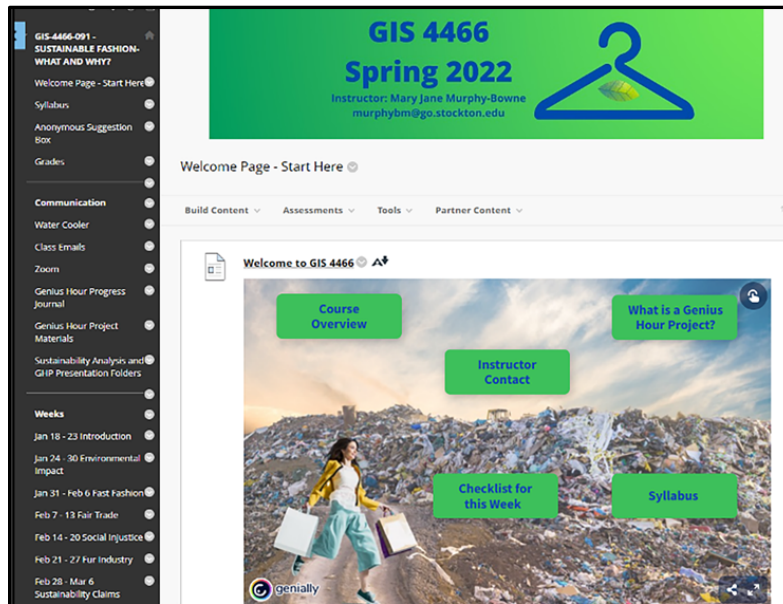 GIS-4466-091 -
SUSTAINABLE FASHION-
WHAT AND WHY?
Welcome Page - Start Here
Syllabus
Anonymous Suggestion
Box
Grades
Communication
Water Cooler
Class Emails
Zoom
Genius Hour Progress
Journal
Genius Hour Project
Materials
Sustainability Analysis and
GHP Presentation Folders
Weeks
Jan 18 - 23 Introduction
Jan 24 - 30 Environmental
Impact
Jan 31 - Feb 6 Fast Fashion
Feb 7 - 13 Fair Trade
Feb 14 - 20 Social Injustice
Feb 21 - 27 Fur Industry
Feb 28 - Mar 6
Sustainability Claims
GIS 4466
Spring 2022
Instructor: Mary Jane Murphy-Bowne
murphybm@go.stockton.edu
Welcome Page - Start Here
Build Content
Assessments
Tools
Partner Content
Welcome to GIS 4466
Course
Overview
What is a Genius
Hour Project?
Instructor
Contact
Checklist for
this Week
Syllabus
genially